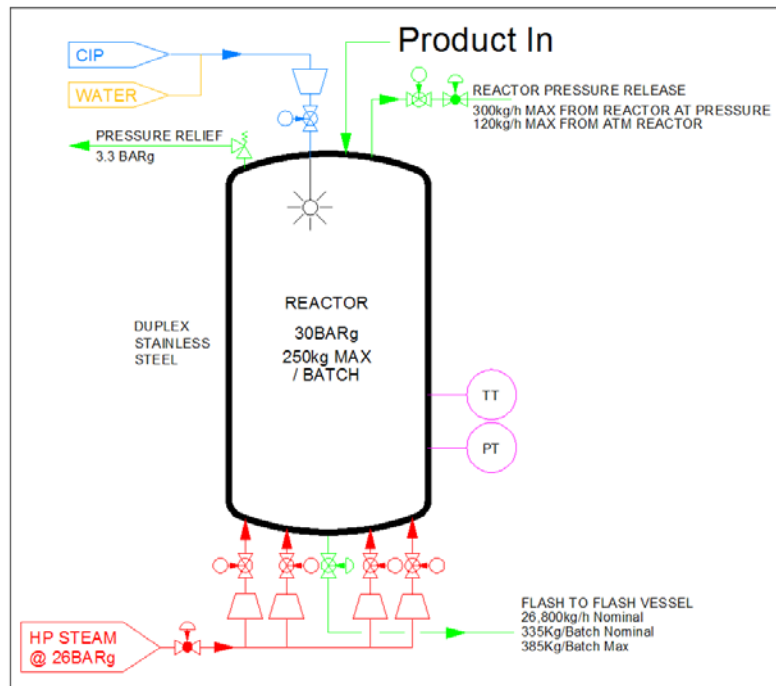 CIP
WATER
Product In
REACTOR PRESSURE RELEASE
300kg/h MAX FROM REACTOR AT PRESSURE
120kg/h MAX FROM ATM REACTOR
PRESSURE RELIEF
3.3 BARg
REACTOR
30BARg
250kg MAX
/ BATCH
DUPLEX
STAINLESS
STEEL
TT
PT
FLASH TO FLASH VESSEL
26,800kg/h Nominal
335Kg/Batch Nominal
385Kg/Batch Max
HP STEAM
@ 26BARg